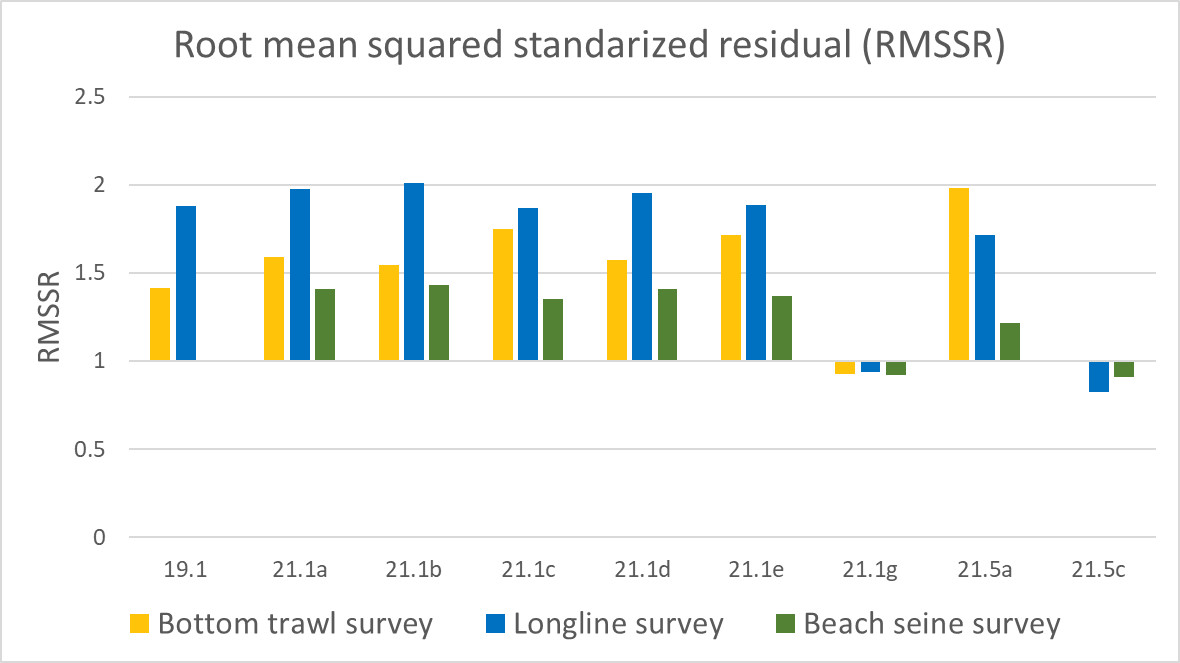 Root mean squared standarized residual (RMSSR)
2.5
2
1.5
1
0.5
0
RMSSR
19.1 21.1a 21.1b 21.1c 21.1d 21.1e 21.1g 21.5a 21.5c
Bottom trawl survey Longline survey Beach seine survey